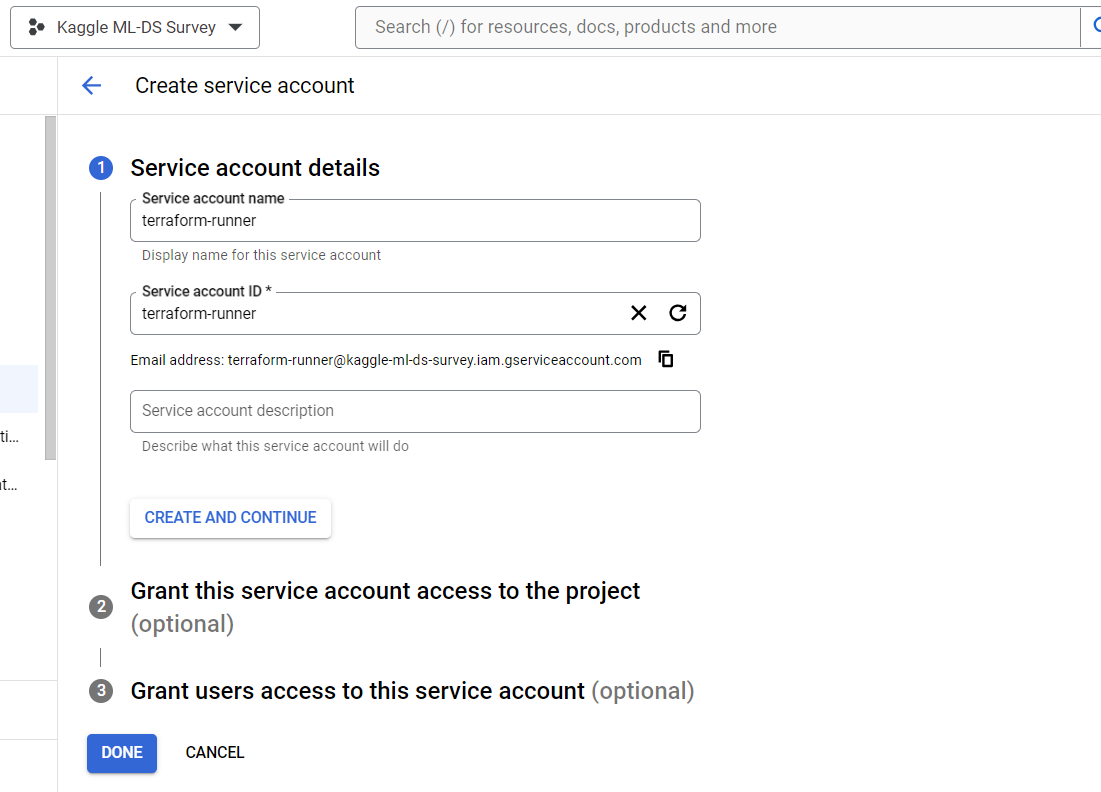 Kaggle ML-DS Survey
Search (/) for resources, docs, products and more
Create service account
1 Service account details
Service account name
terraform-runner
Display name for this service account
Service account ID *
terraform-runner
Email address: terraform-runner@kaggle-ml-ds-survey.iam.gserviceaccount.com
Service account description
ti...
Describe what this service account will do
t...
CREATE AND CONTINUE
2 Grant this service account access to the project
(optional)
3 Grant users access to this service account (optional)
DONE CANCEL